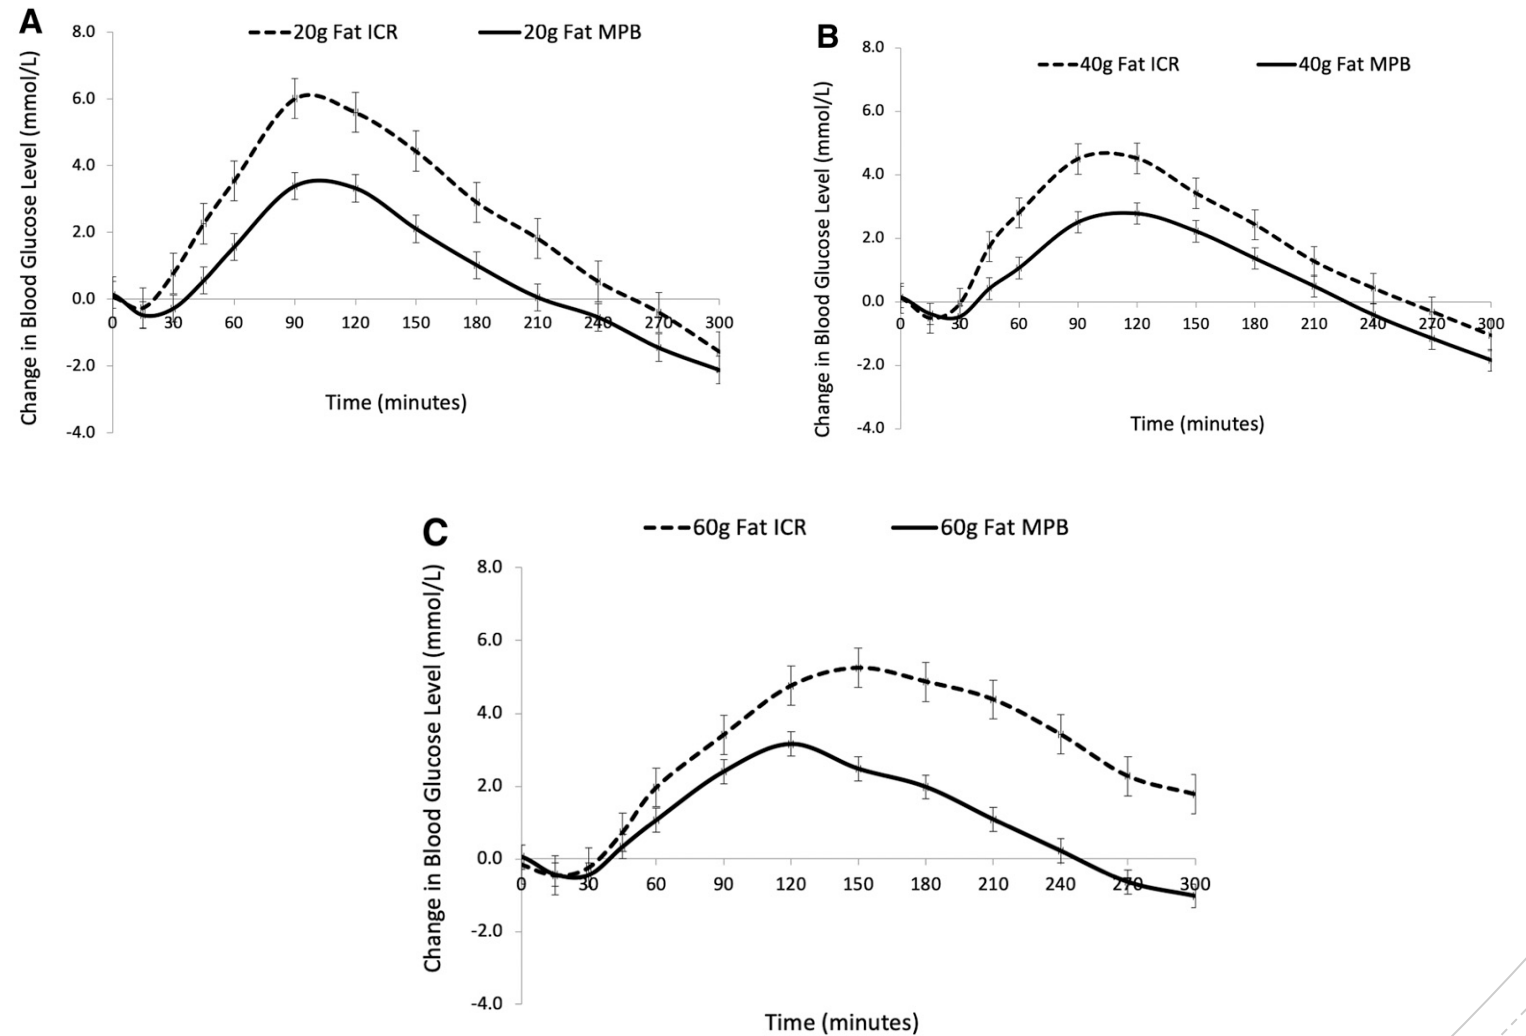 A
20g Fat ICR
20g Fat MPB
Change in Blood Glucose Level (mmol/L)
8.0
6.0
4.0
2.0
0.0
-2.0
-4.0
0 30 60 90 120 150 180 210 240 270 300
Time (minutes)
B
40g Fat ICR
40g Fat MPB
Change in Blood Glucose Level (mmol/L)
8.0
6.0
4.0
2.0
0.0
-2.0
-4.0
0 30 60 90 120 150 180 210 240 270 300
Time (minutes)
C
60g Fat ICR
60g Fat MPB
Change in Blood Glucose Level (mmol/L)
8.0
6.0
4.0
2.0
0.0
-2.0
-4.0
0 30 60 90 120 150 180 210 240 270 300
Time (minutes)